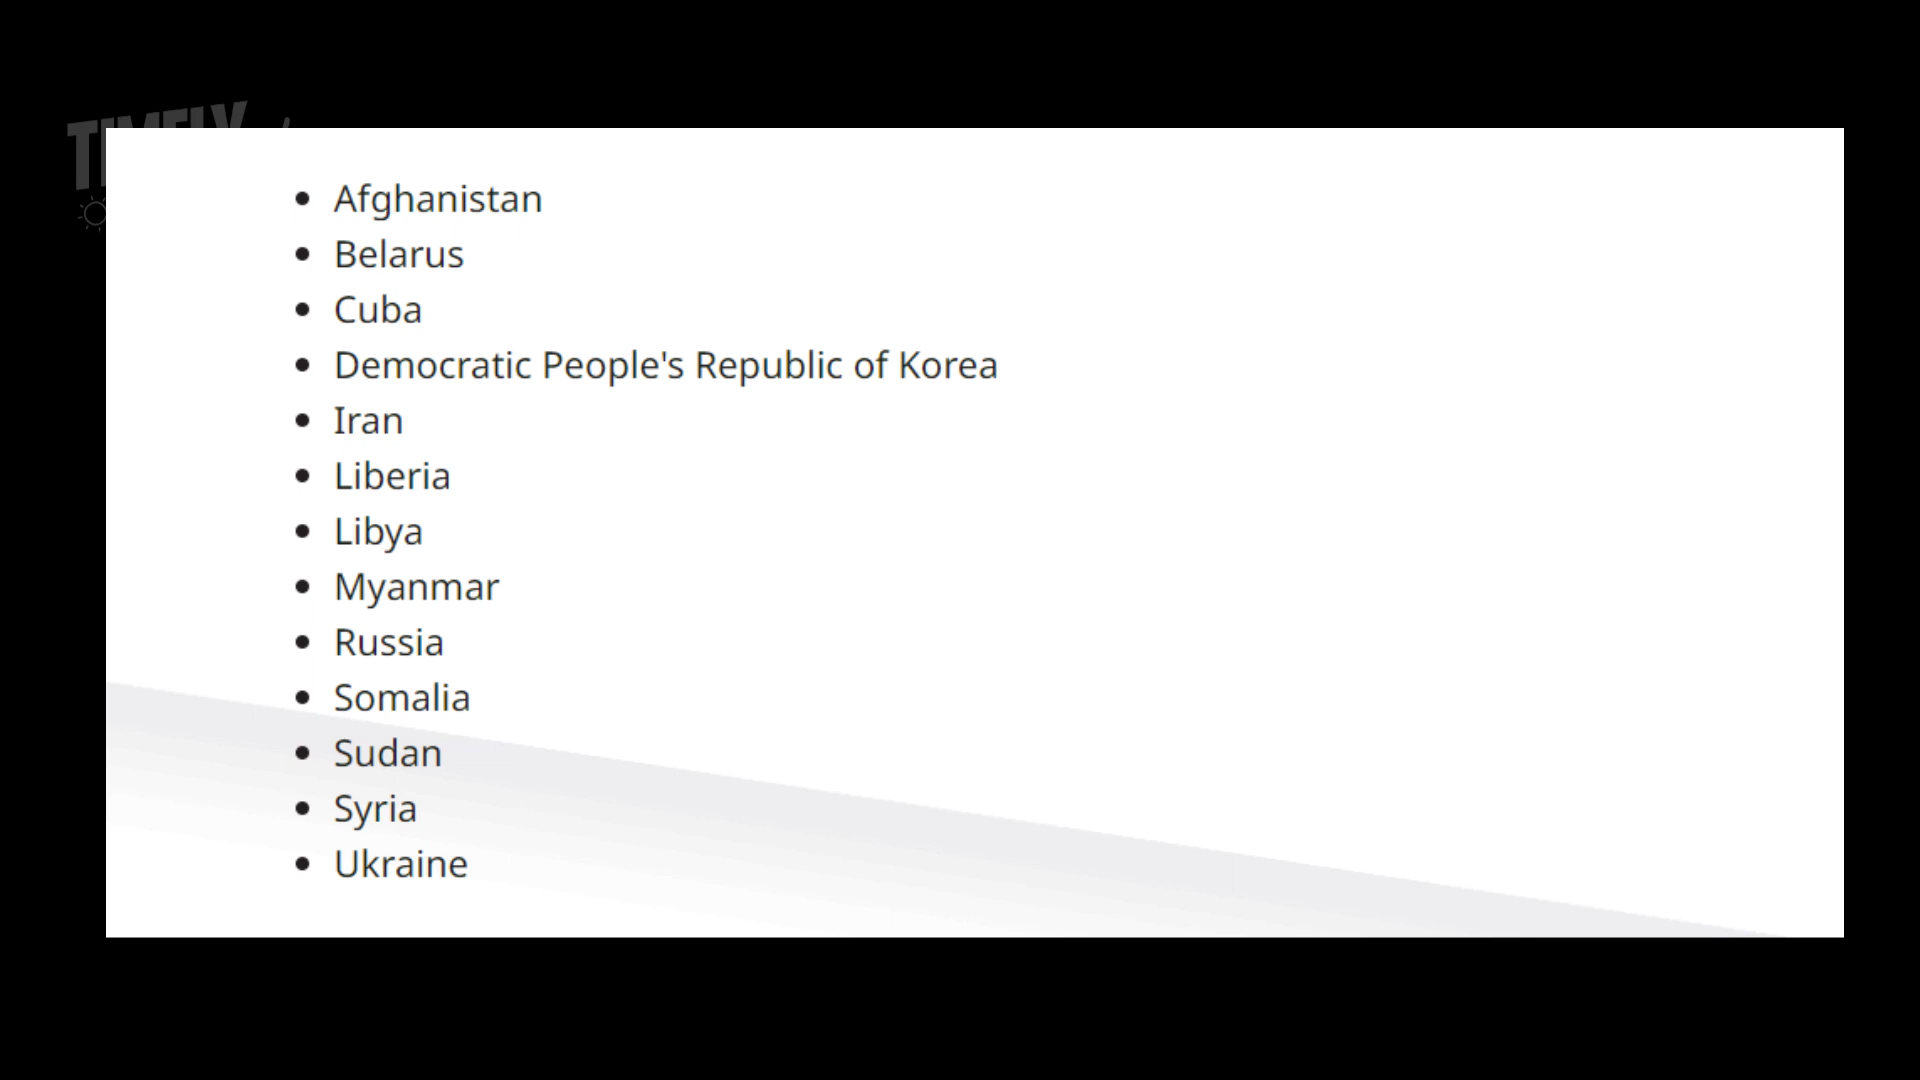 Afghanistan
Belarus
Cuba
Democratic People's Republic of Korea
Iran
Liberia
Libya
Myanmar
Russia
Somalia
Sudan
Syria
Ukraine